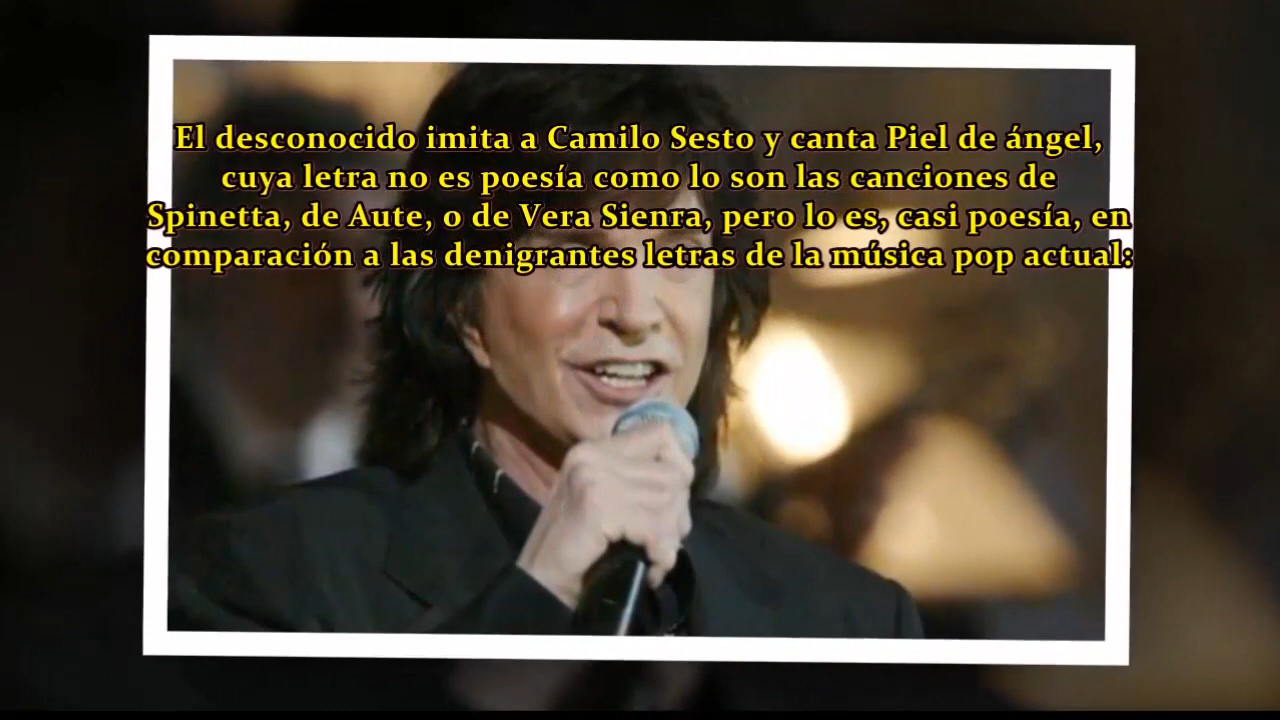 El desconocido imita a Camilo Sesto y canta Piel de ángel,
cuya letra no es poesía como lo son las canciones de
Spinetta, de Aute, o de Vera Sienra, pero lo es, casi poesía, en
comparación a las denigrantes letras de la música pop actual: